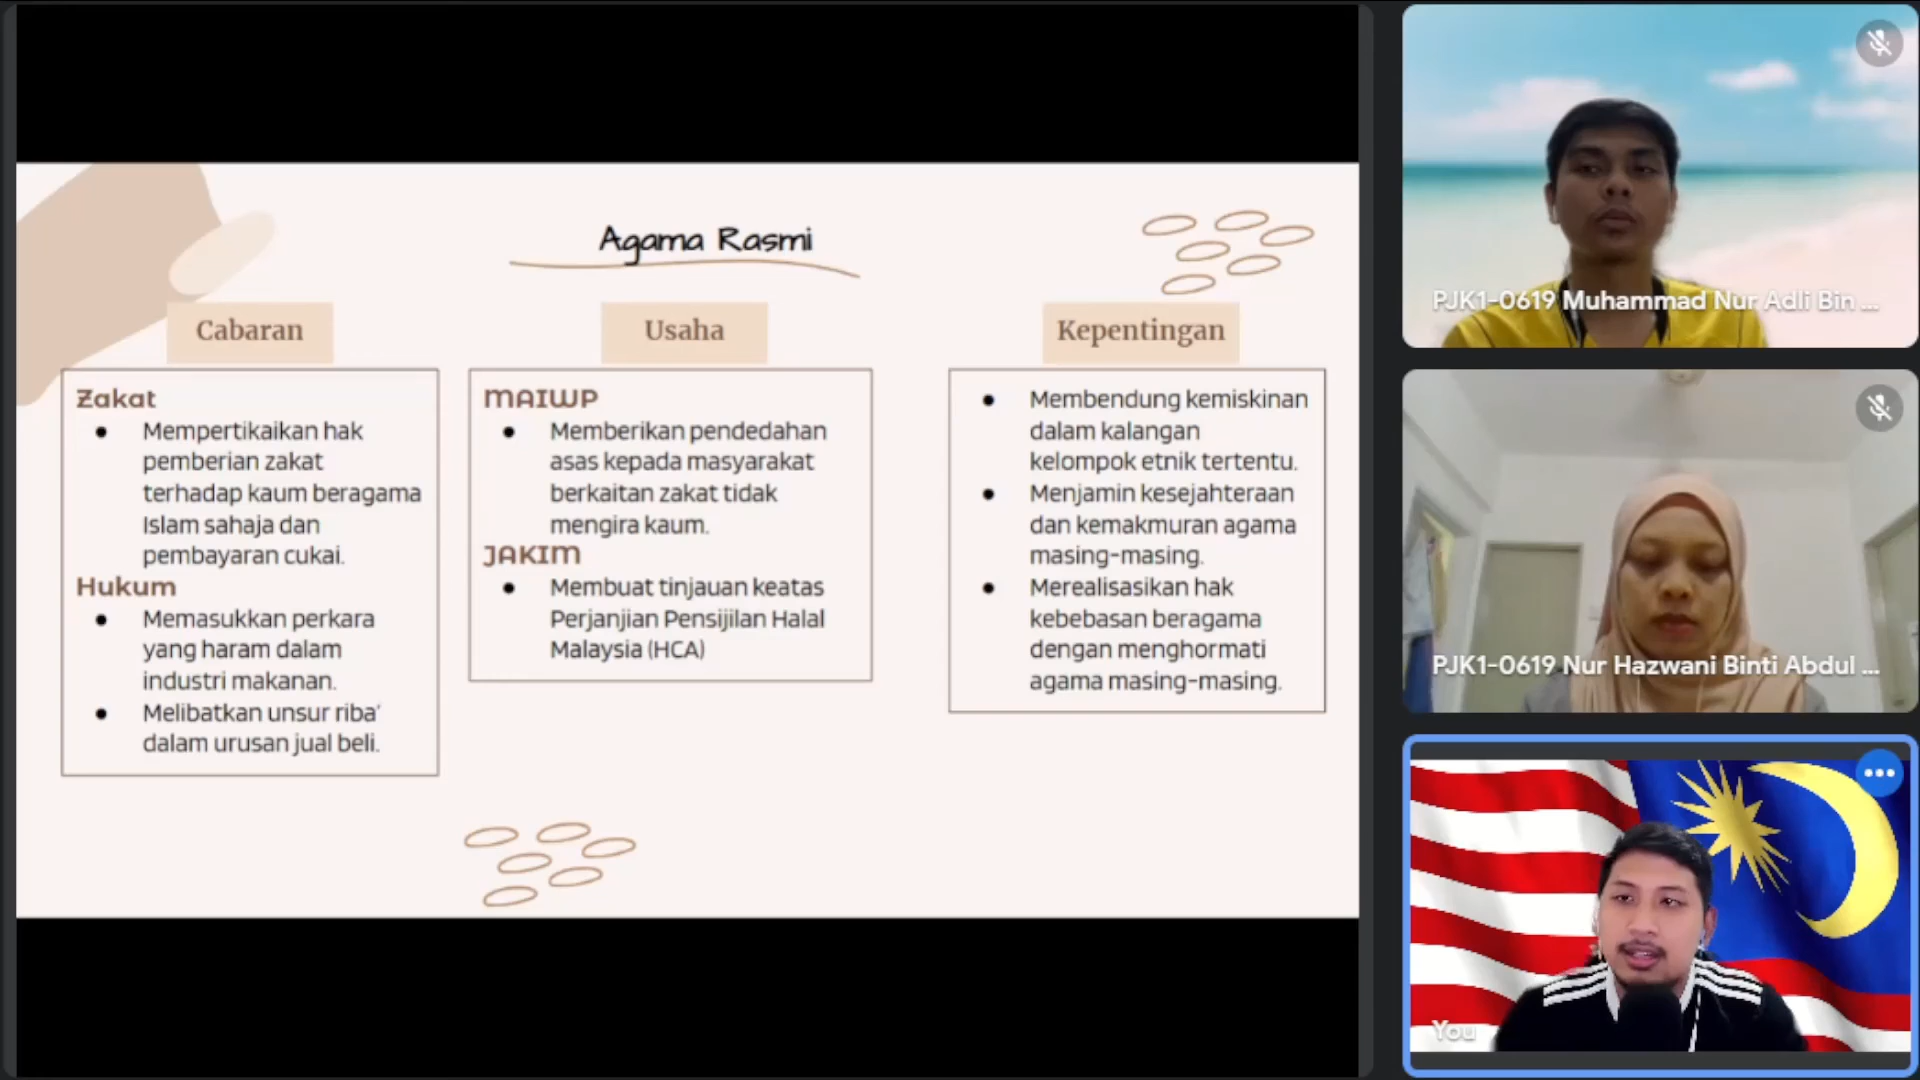 Agama Rasmi
Cabaran
Zakat
● Mempertikaikan hak
pemberian zakat
terhadap kaum beragama
Islam sahaja dan
pembayaran cukai.
Hukum
● Memasukkan perkara
yang haram dalam
industri makanan.
● Melibatkan unsur riba'
dalam urusan jual beli.
Usaha
MAIWP
● Memberikan pendedahan
asas kepada masyarakat
berkaitan zakat tidak
mengira kaum.
JAKIM
● Membuat tinjauan keatas
Perjanjian Pensijilan Halal
Malaysia (HCA)
Kepentingan
● Membendung kemiskinan
dalam kalangan
kelompok etnik tertentu.
● Menjamin kesejahteraan
dan kemakmuran agama
masing-masing.
● Merealisasikan hak
kebebasan beragama
dengan menghormati
agama masing-masing.
PJK1-0619 Muhammad Nur Adli Bin ...
PJK1-0619 Nur Hazwani Binti Abdul ...
You